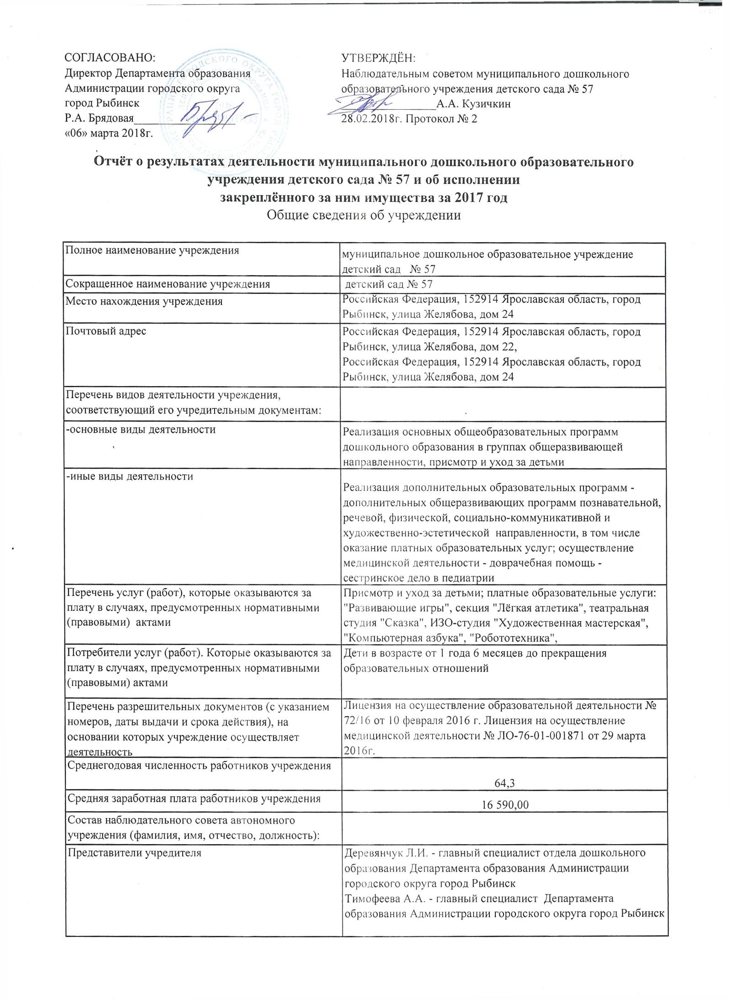 СОГЛАСОВАНО:
Директор Департамента образования
Администрации городского округа
город Рыбинск
Р.А. Брядовая
«06» марта 2018г.
УТВЕРЖДЁН:
Наблюдательным советом муниципального дошкольного
образовательного учреждения детского сада № 57
А.А. Кузичкин
28.02.2018г. Протокол № 2
Отчёт о результатах деятельности муниципального дошкольного образовательного
учреждения детского сада № 57 и об исполнении
закреплённого за ним имущества за 2017 год
Общие сведения об учреждении
Полное наименование учреждения
муниципальное дошкольное образовательное учреждение
детский сад № 57
Сокращенное наименование учреждения
детский сад № 57
Место нахождения учреждения
Российская Федерация, 152914 Ярославская область, город
Рыбинск, улица Желябова, дом 24
Почтовый адрес
Российская Федерация, 152914 Ярославская область, город
Рыбинск, улица Желябова, дом 22,
Российская Федерация, 152914 Ярославская область, город
Рыбинск, улица Желябова, дом 24
Перечень видов деятельности учреждения,
соответствующий его учредительным документам:
-основные виды деятельности
Реализация основных общеобразовательных программ
дошкольного образования в группах общеразвивающей
направленности, присмотр и уход за детьми
-иные виды деятельности
Реализация дополнительных образовательных программ -
дополнительных общеразвивающих программ познавательной,
речевой, физической, социально-коммуникативной и
художественно-эстетической направленности, в том числе
оказание платных образовательных услуг; осуществление
медицинской деятельности - доврачебная помощь -
сестринское дело в педиатрии
Перечень услуг (работ), которые оказываются за
плату в случаях, предусмотренных нормативными
(правовыми) актами
Присмотр и уход за детьми; платные образовательные услуги:
"Развивающие игры", секция "Лёгкая атлетика", театральная
студия "Сказка", ИЗО-студия "Художественная мастерская",
"Компьютерная азбука", "Робототехника",
Потребители услуг (работ). Которые оказываются за
плату в случаях, предусмотренных нормативными
(правовыми) актами
Дети в возрасте от 1 года 6 месяцев до прекращения
образовательных отношений
Перечень разрешительных документов (с указанием
номеров, даты выдачи и срока действия), на
основании которых учреждение осуществляет
деятельность
Лицензия на осуществление образовательной деятельности №
72/16 от 10 февраля 2016 г. Лицензия на осуществление
медицинской деятельности № ЛО-76-01-001871 от 29 марта
2016г.
Среднегодовая численность работников учреждения
64,3
Средняя заработная плата работников учреждения
16 590,00
Состав наблюдательного совета автономного
учреждения (фамилия, имя, отчество, должность):
Представители учредителя
Деревянчук Л.И. - главный специалист отдела дошкольного
образования Департамента образования Администрации
городского округа город Рыбинск
Тимофеева А.А. - главный специалист Департамента
образования Администрации городского округа город Рыбинск